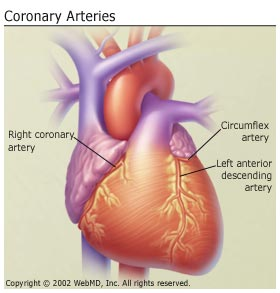 Coronary Arteries
Right coronary
artery
Circumflex
artery
Left anterior
descending
artery
Copyright © 2002 WebMD, Inc. All rights reserved.